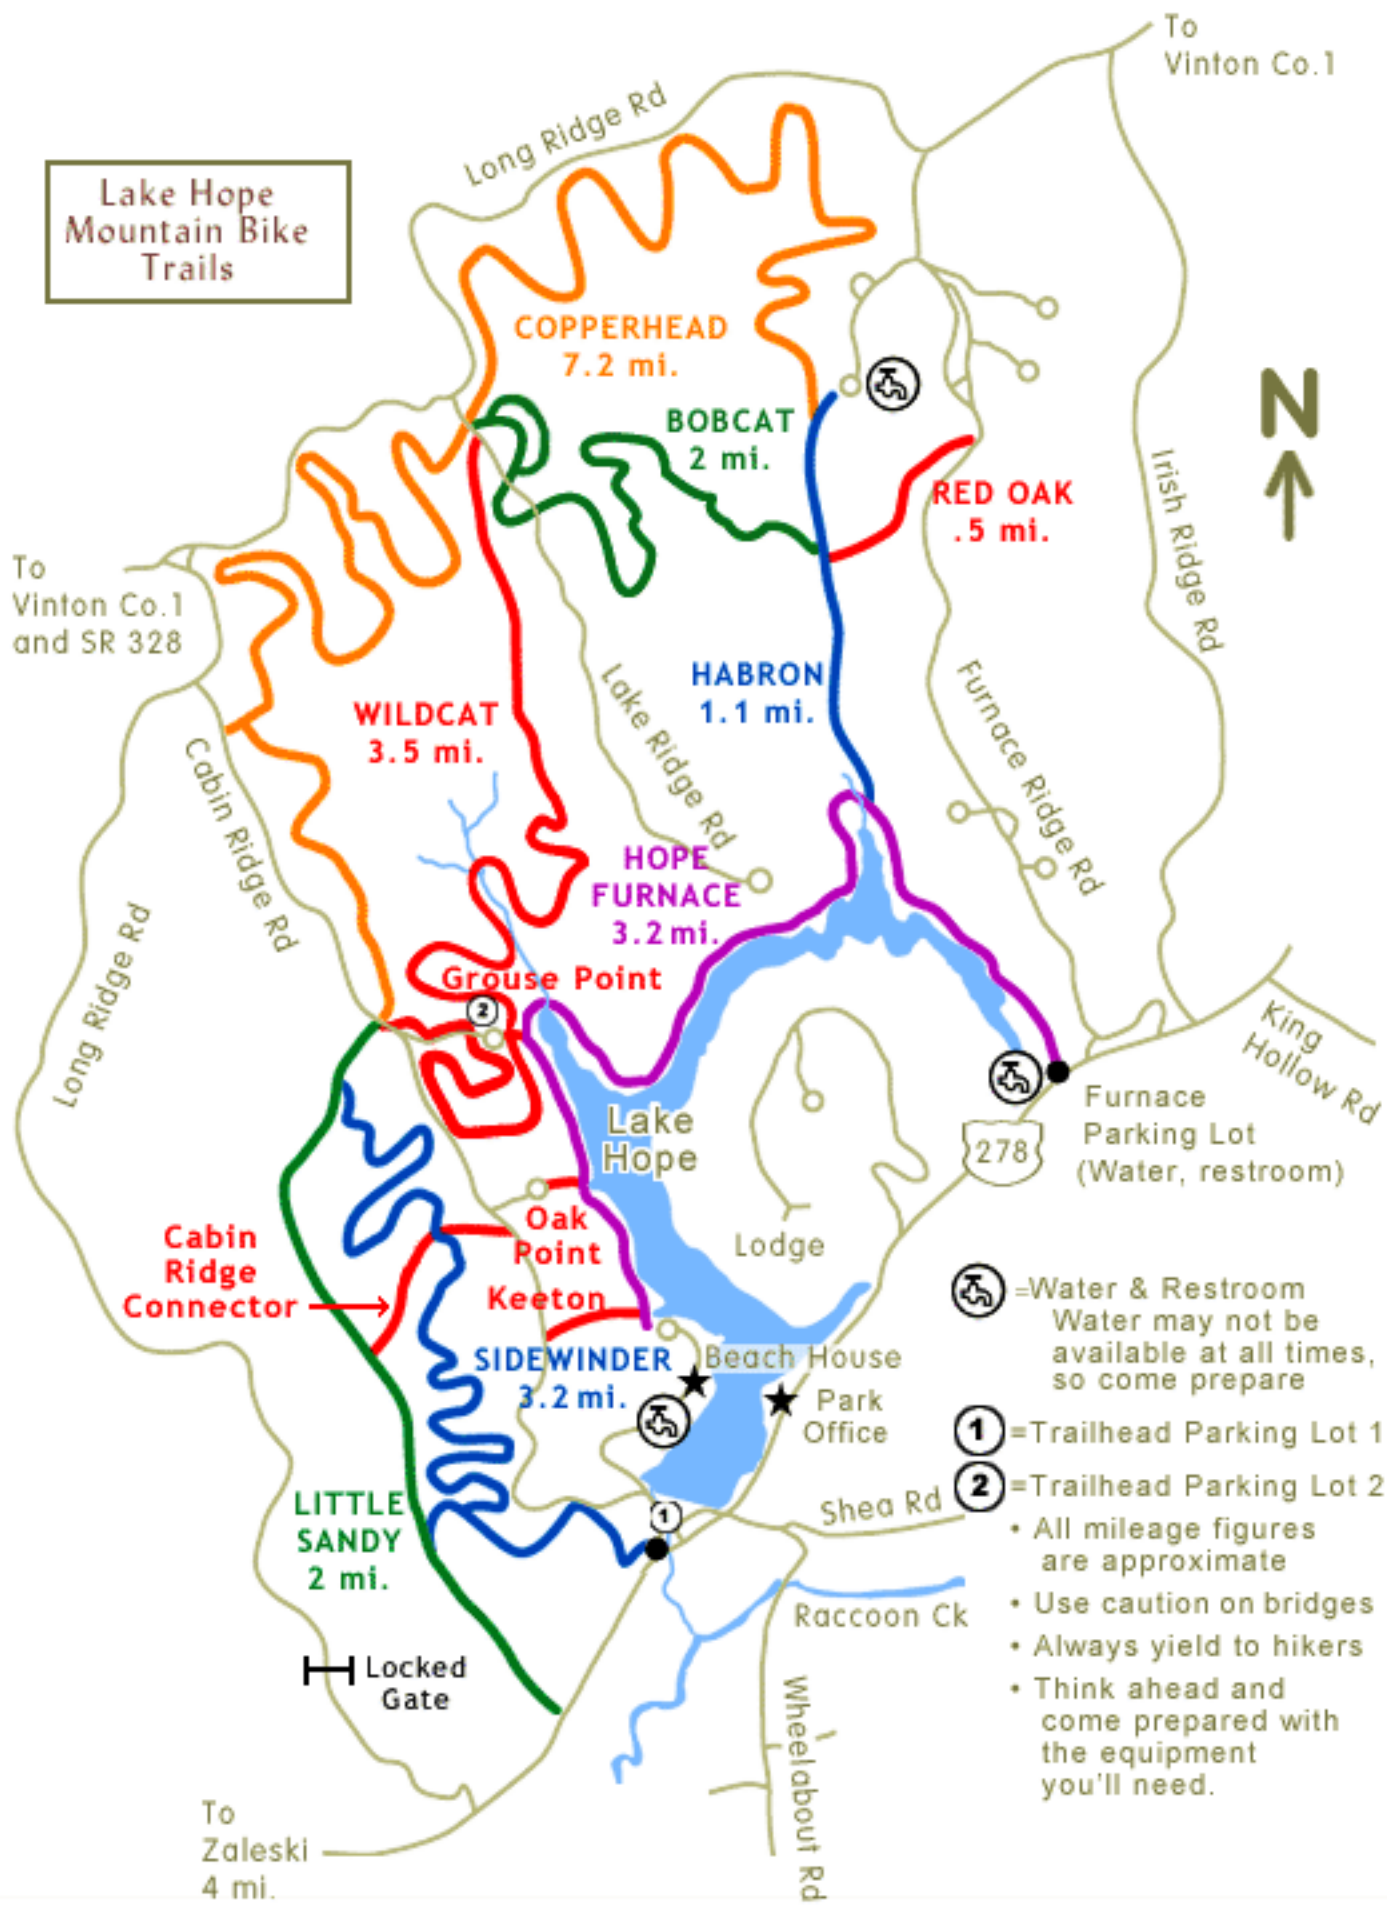 To
Vinton Co.1
Long Ridge Rd
Lake Hope
Mountain Bike
Trails
COPPERHEAD
7.2 mi.
N
BOBCAT
2 mi.
RED OAK
.5 mi.
Irish Ridge Rd
To
Vinton Co.1
and SR 328
WILDCAT
3.5 mi.
Lake Ridge Rd
HABRON
1.1 mi.
Furnace Ridge Rd
Cabin Ridge Rd
HOPE
FURNACE
3.2 mi.
Long Ridge Rd
Grouse Point
2
King
Hollow Rd
Lake
Hope
Furnace
Parking Lot
(Water, restroom)
278
Cabin
Ridge
Connector
Oak
Point
Lodge
Keeton
=Water & Restroom
Water may not be
available at all times,
so come prepare
SIDEWINDER
3.2 mi.
Beach House
Park
Office
1 =Trailhead Parking Lot 1
2 =Trailhead Parking Lot 2
LITTLE
SANDY
2 mi.
1
Shea Rd
• All mileage figures
are approximate
• Use caution on bridges
Raccoon Ck
• Always yield to hikers
Locked
Gate
• Think ahead and
come prepared with
the equipment
you'll need.
Wheelabout Rd
To
Zaleski
4 mi.